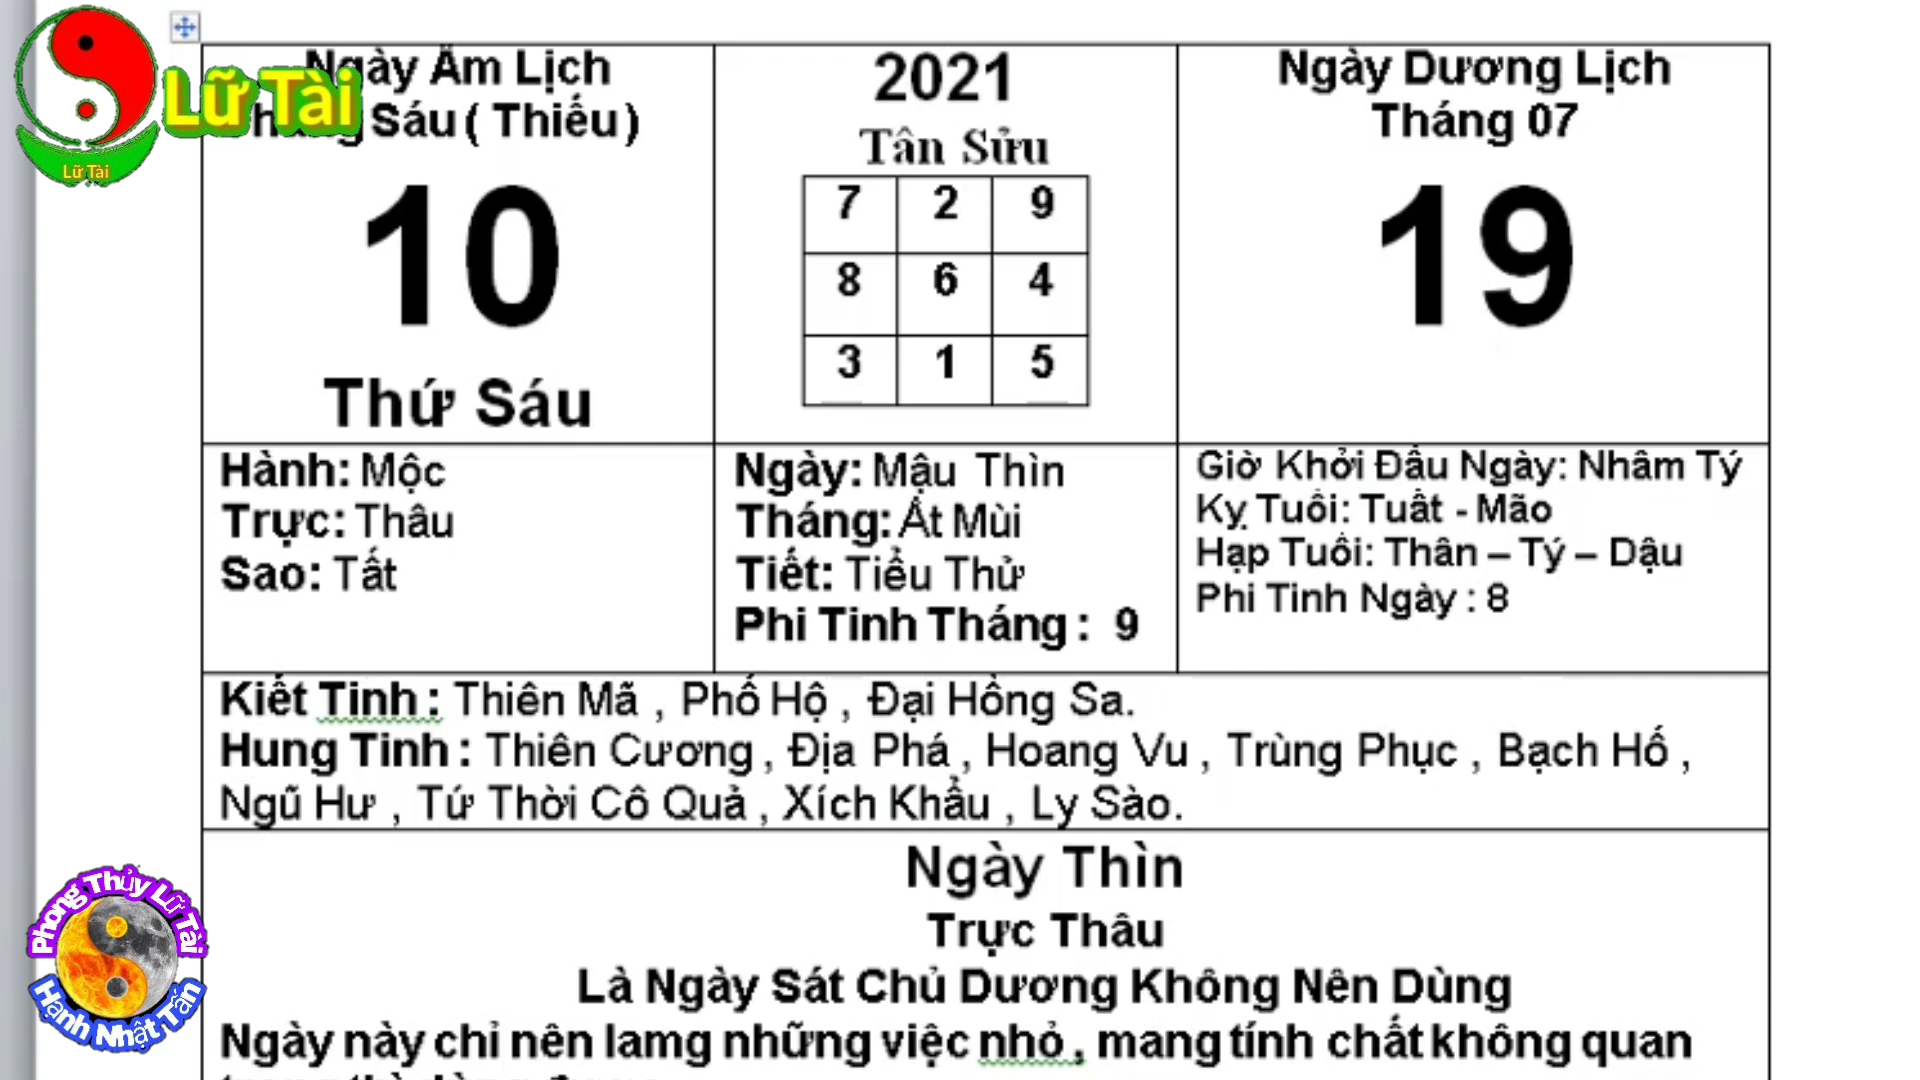 Lữ Tài
Lữ Tài
Ngày Âm Lịch
Sáu ( Thiếu )
10
Thứ Sáu
2021
Tân Sửu
7 2 9
8 6 4
3 1 5
Ngày Dương Lịch
Tháng 07
19
Hành: Mộc
Trực: Thâu
Sao: Tất
Ngày: Mậu Thìn
Tháng: Ất Mùi
Tiết: Tiểu Thử
Phi Tinh Tháng : 9
Giờ Khởi Đầu Ngày: Nhâm Tý
Kỵ Tuổi: Tuất - Mão
Hạp Tuổi: Thân – Tý – Dậu
Phi Tinh Ngày : 8
Kiết Tinh : Thiên Mã , Phổ Hộ , Đại Hồng Sa.
Hung Tinh : Thiên Cương , Địa Phá , Hoang Vu , Trùng Phục , Bạch Hổ ,
Ngũ Hư , Tứ Thời Cô Quả , Xích Khẩu , Ly Sào.
Ngày Thìn
Trực Thâu
Là Ngày Sát Chủ Dương Không Nên Dùng
Ngày này chỉ nên lamg những việc nhỏ , mang tính chất không quan
Phong Thủy Lữ Tài
Hạnh Nhật Tấn